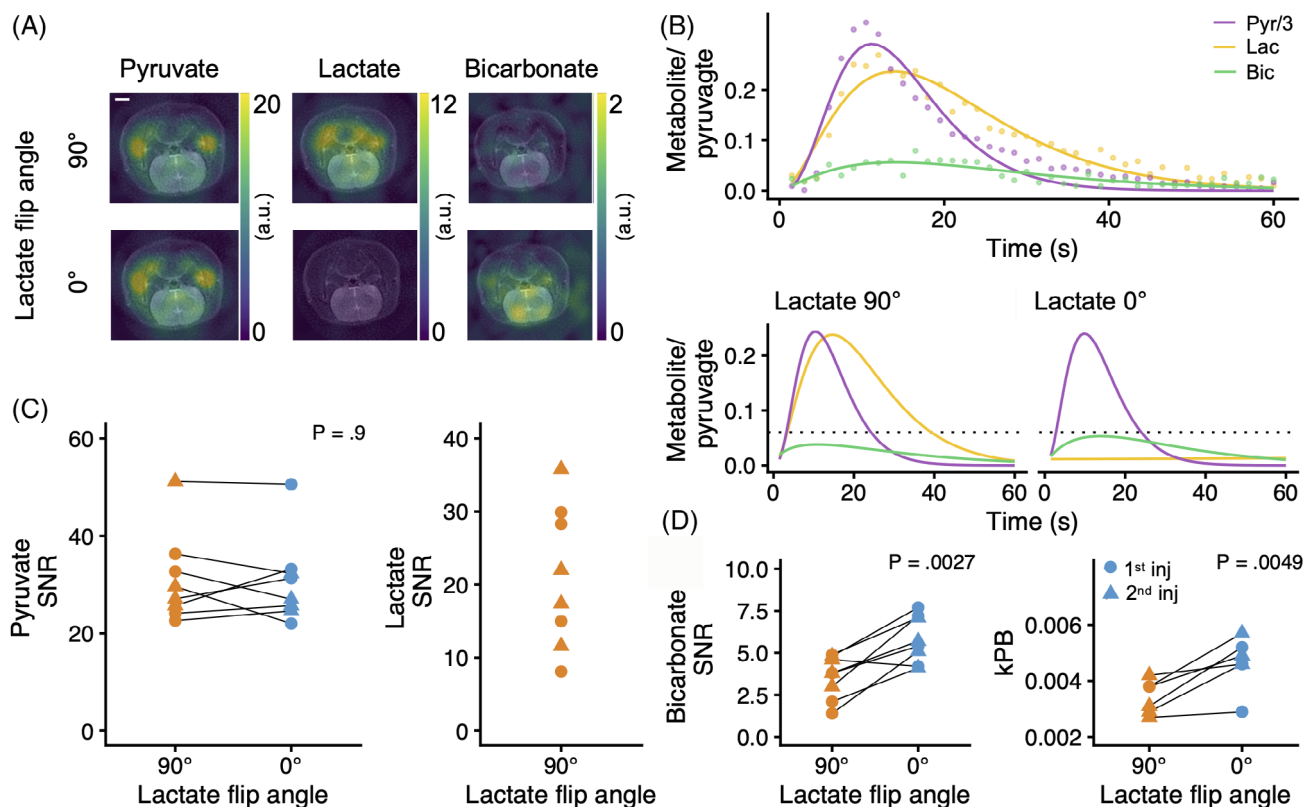 (A)
Pyruvate
Lactate
Bicarbonate
Lactate flip angle
90°
0°
20
0
(a.u.)
12
0
(a.u.)
2
0
(a.u.)
(B)
Metabolite/
pyruvagte
0.2
0.1
0.0
20
40
60
Time (s)
Pyr/3
Lac
Bic
Lactate 90°
Lactate 0°
Metabolite/
pyruvagte
0.2
0.1
0.0
0
20
40
60
0
20
40
60
Time (s)
(C)
P = .9
Pyruvate
SNR
60
40
20
0
90°
0°
Lactate flip angle
Lactate
SNR
40
30
20
10
0
90°
Lactate flip angle
(D)
P = .0027
Bicarbonate
SNR
10.0
7.5
5.0
2.5
0.0
90°
0°
Lactate flip angle
P = .0049
1st inj
2nd inj
kPB
0.006
0.004
0.002
90°
0°
Lactate flip angle